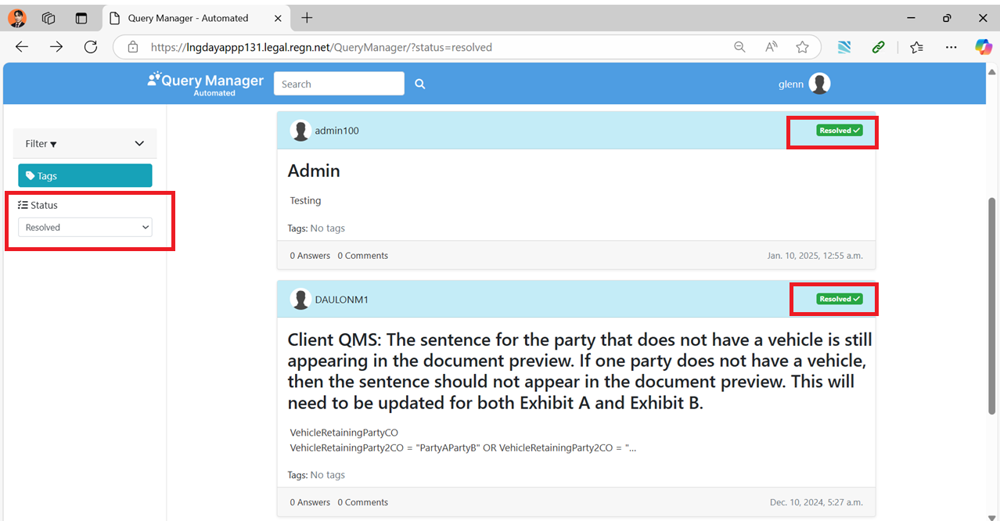 Query Manager - Automated
https://lngdayappp131.legal.regn.net/QueryManager/?status=resolved
Query Manager
Automated
Search
glenn
Filter
Tags
Status
Resolved
admin100
Resolved
Admin
Testing
Tags: No tags
0 Answers 0 Comments
Jan. 10, 2025, 12:55 a.m.
DAULONM1
Resolved
Client QMS: The sentence for the party that does not have a vehicle is still
appearing in the document preview. If one party does not have a vehicle,
then the sentence should not appear in the document preview. This will
need to be updated for both Exhibit A and Exhibit B.
VehicleRetainingPartyCO
VehicleRetainingParty2CO = "PartyAPartyB" OR VehicleRetainingParty2CO = "...
Tags: No tags
0 Answers 0 Comments
Dec. 10, 2024, 5:27 a.m.